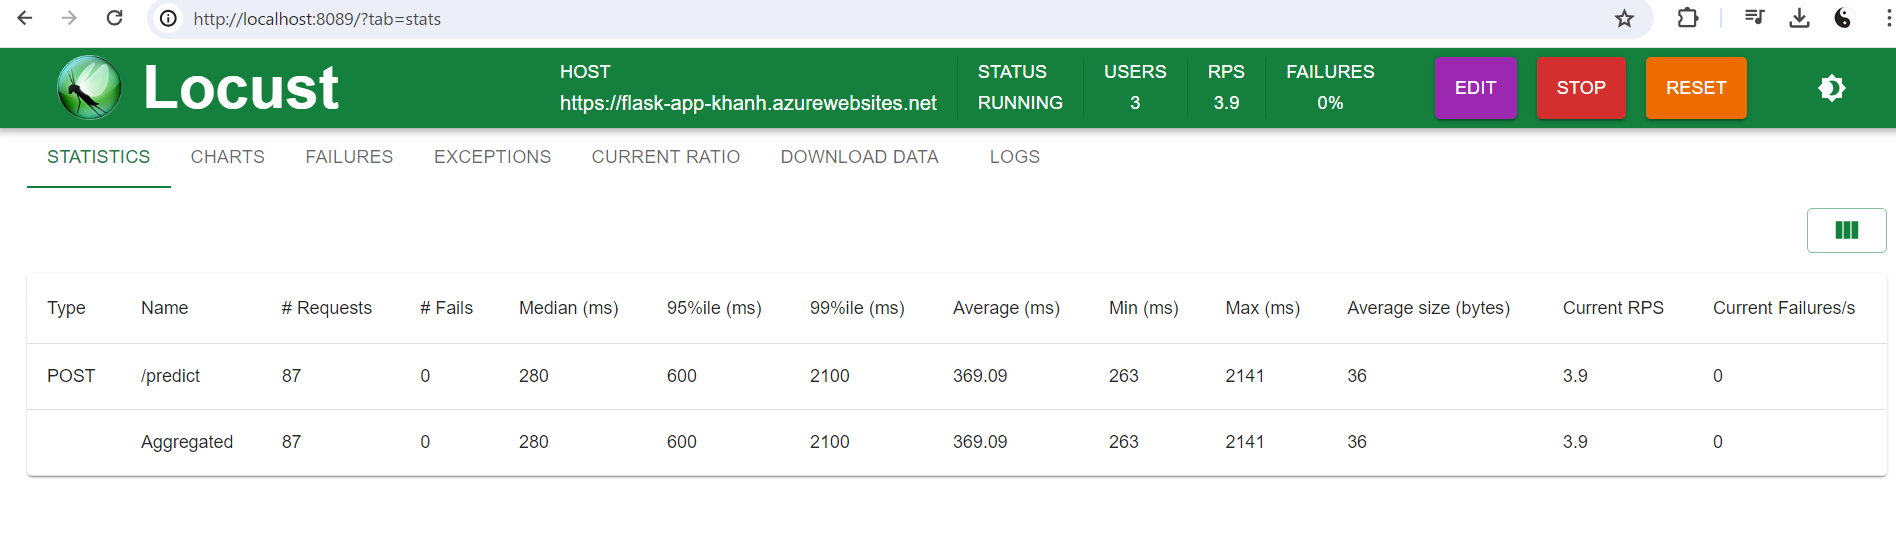 http://localhost:8089/?tab=stats
Locust
HOST
https://flask-app-khanh.azurewebsites.net
STATUS
RUNNING
USERS
3
RPS
3.9
FAILURES
0%
EDIT
STOP
RESET
STATISTICS CHARTS FAILURES EXCEPTIONS CURRENT RATIO DOWNLOAD DATA LOGS
Type Name # Requests # Fails Median (ms) 95%ile (ms) 99%ile (ms) Average (ms) Min (ms) Max (ms) Average size (bytes) Current RPS Current Failures/s
POST /predict 87 0 280 600 2100 369.09 263 2141 36 3.9 0
Aggregated 87 0 280 600 2100 369.09 263 2141 36 3.9 0